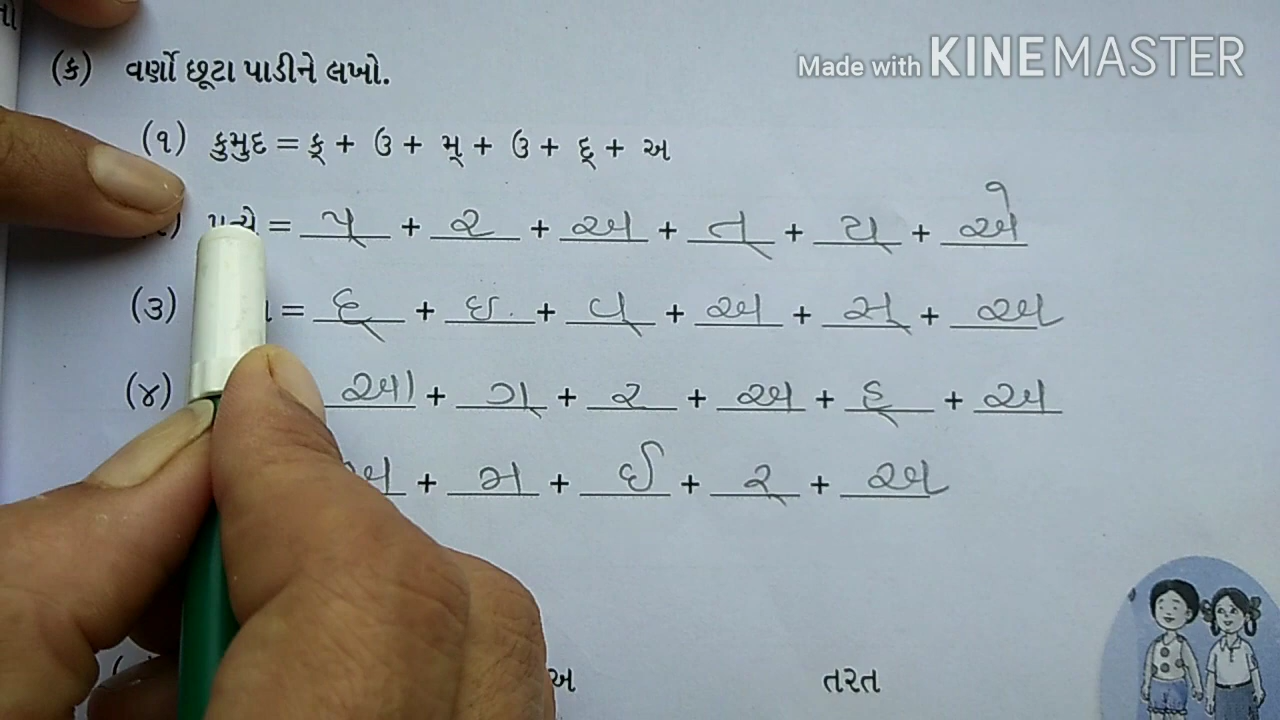 (ક) વર્ણો છૂટા પાડીને લખો.
Made with KINEMASTER
(૧) કુમુદ = ક્ + ઉ + મ્ + ઉ + દ્ + અ
= પ્ + ર + અ + ત્ + ય્ + એ
(૩) = દ્ + ઇ + વ્ + અ + સ્ + અ
(૪) આ + ગ્ + ર + અ + હ્ + અ
અ + મ + ઈ + ર્ + અ
અ તરત